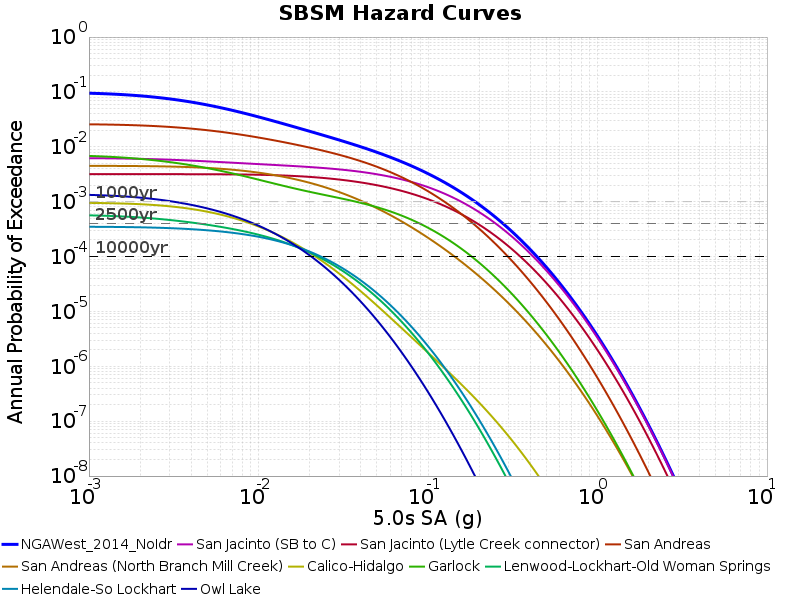 SBSM Hazard Curves
Annual Probability of Exceedance
10^0
10^-1
10^-2
10^-3
10^-4
10^-5
10^-6
10^-7
10^-8
1000yr
2500yr
10000yr
10^-3 10^-2 10^-1 10^0 10^1
5.0s SA (g)
NGAWest_2014_NoIdr San Jacinto (SB to C) San Jacinto (Lytle Creek connector) San Andreas
San Andreas (North Branch Mill Creek) Calico-Hidalgo Garlock Lenwood-Lockhart-Old Woman Springs
Helendale-So Lockhart Owl Lake